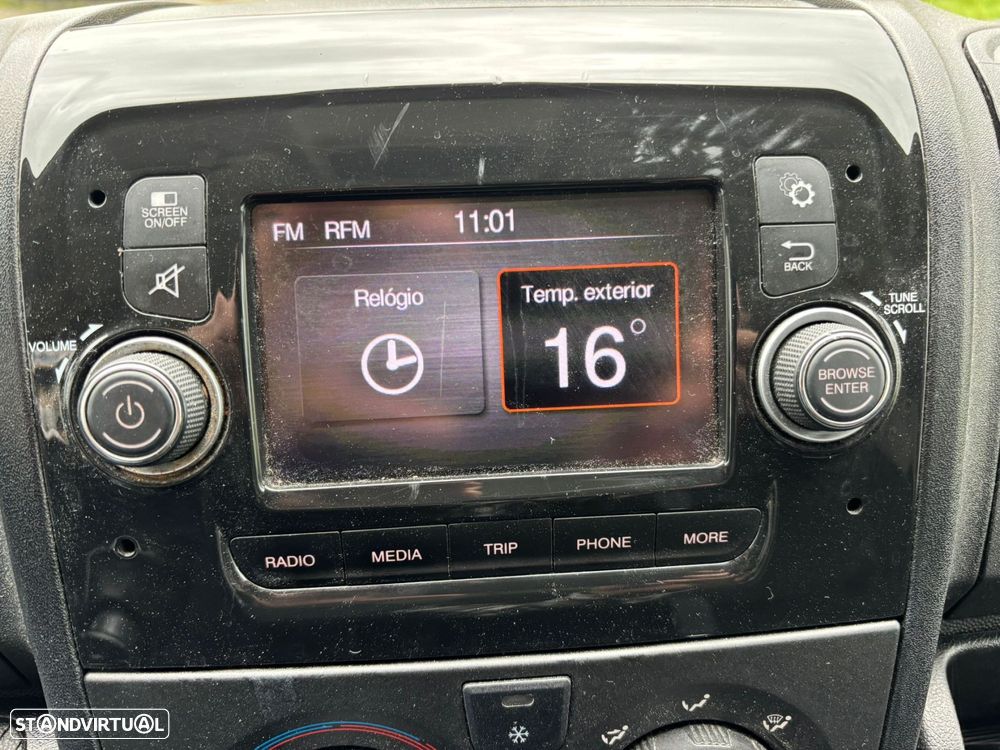 SCREEN
ON/OFF
FM RFM 11:01
BACK
VOLUME
Relógio
Temp. exterior
16°
TUNE
SCROLL
BROWSE
ENTER
RADIO MEDIA TRIP PHONE MORE
STANDVIRTUAL